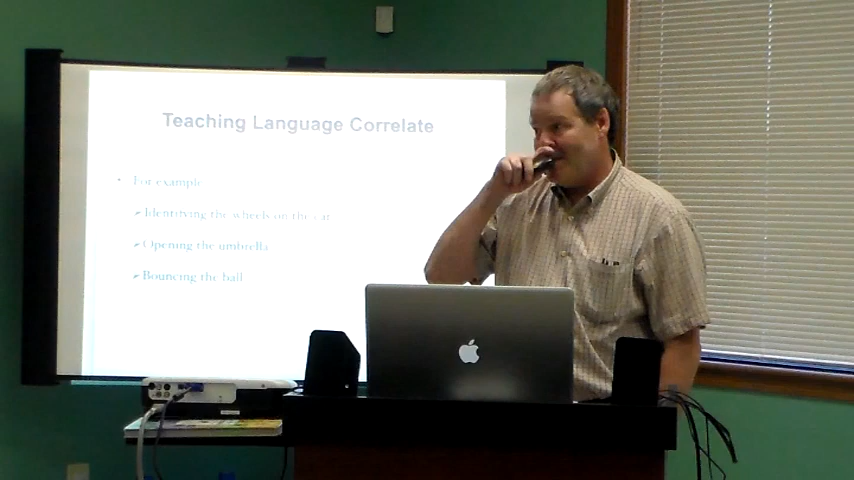 Teaching Language Correlate
• For example
➢ Identifying the wheels on the car
➢ Opening the umbrella
➢ Bouncing the ball